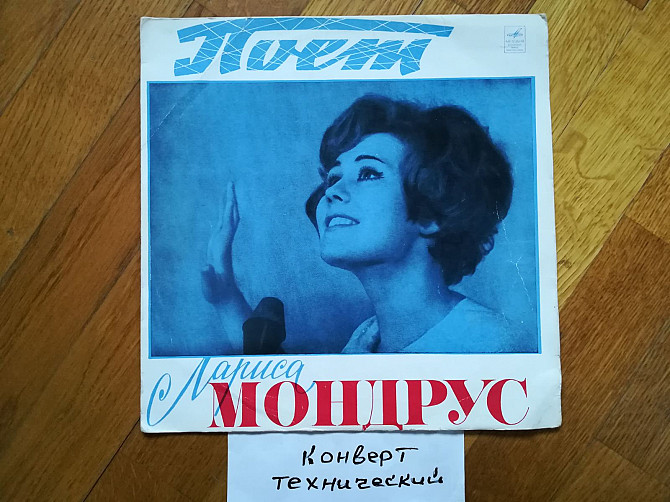 Поет
Лариса
МОНДРУС
Конверт
технический